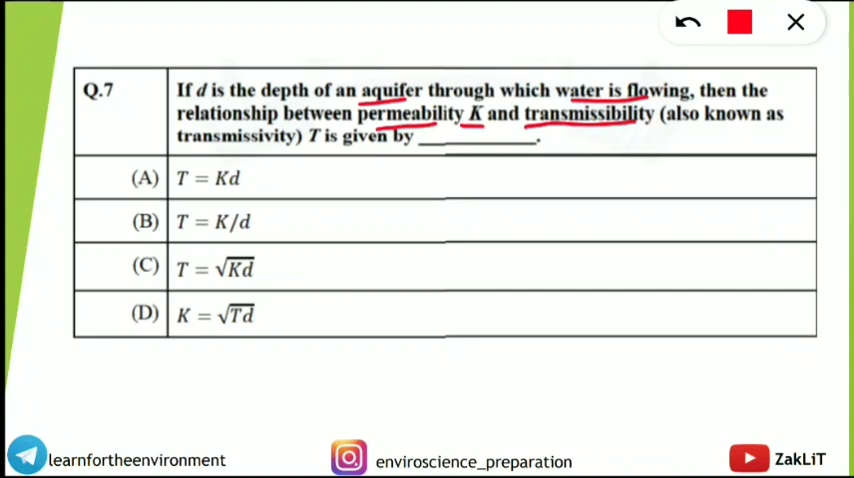 Q.7 If d is the depth of an aquifer through which water is flowing, then the
relationship between permeability K and transmissibility (also known as
transmissivity) T is given by ____________.
(A) T = Kd
(B) T = K/d
(C) T = √Kd
(D) K = √Td
learnfortheenvironment
enviroscience_preparation
ZakLiT